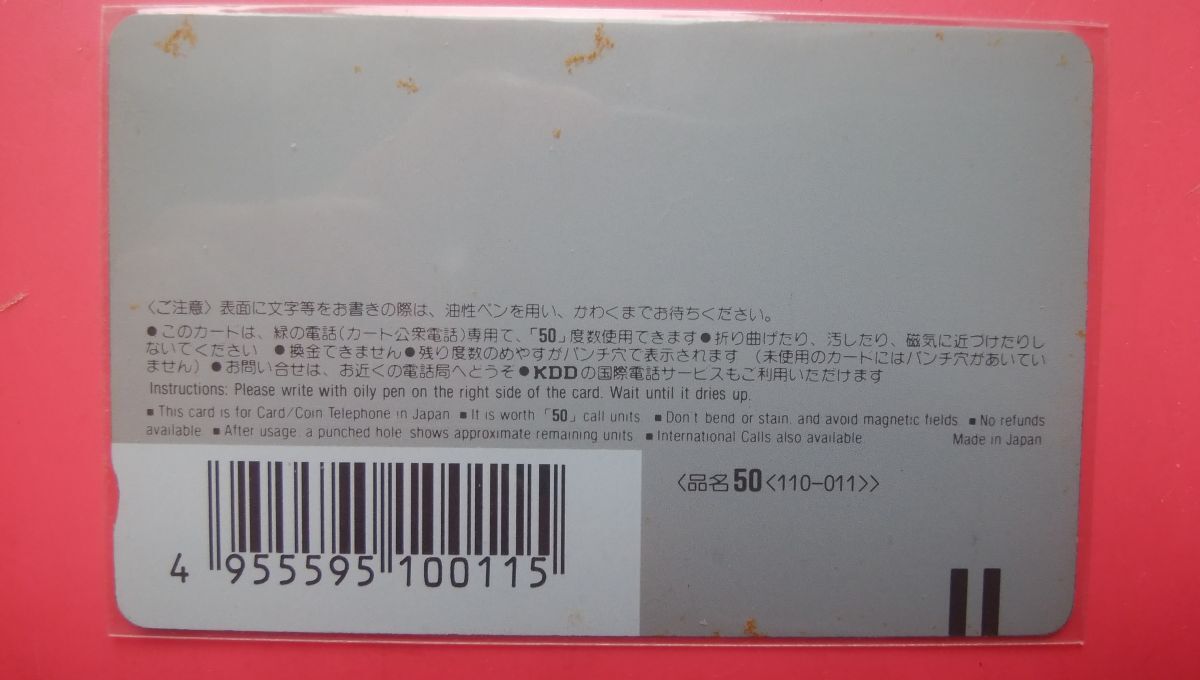 〈ご注意〉表面に文字等をお書きの際は、油性ペンを用い、かわくまでお待ちください。
●このカードは、緑の電話(カード公衆電話)専用で、「50」度数使用できます●折り曲げたり、汚したり、磁気に近づけたりし
ないでください ●換金できません●残り度数のめやすがパンチ穴で表示されます (未使用のカードにはパンチ穴があいてい
ません)●お問い合せは、お近くの電話局へどうぞ●KDDの国際電話サービスもご利用いただけます
Instructions: Please write with oily pen on the right side of the card. Wait until it dries up.
■ This card is for Card/Coin Telephone in Japan ■ It is worth 「50」 call units ■ Don't bend or stain, and avoid magnetic fields. ■ No refunds
available ■ After usage, a punched hole shows approximate remaining units ■ International Calls also available. Made in Japan
〈品名50<110-011>〉
4 955595 100115